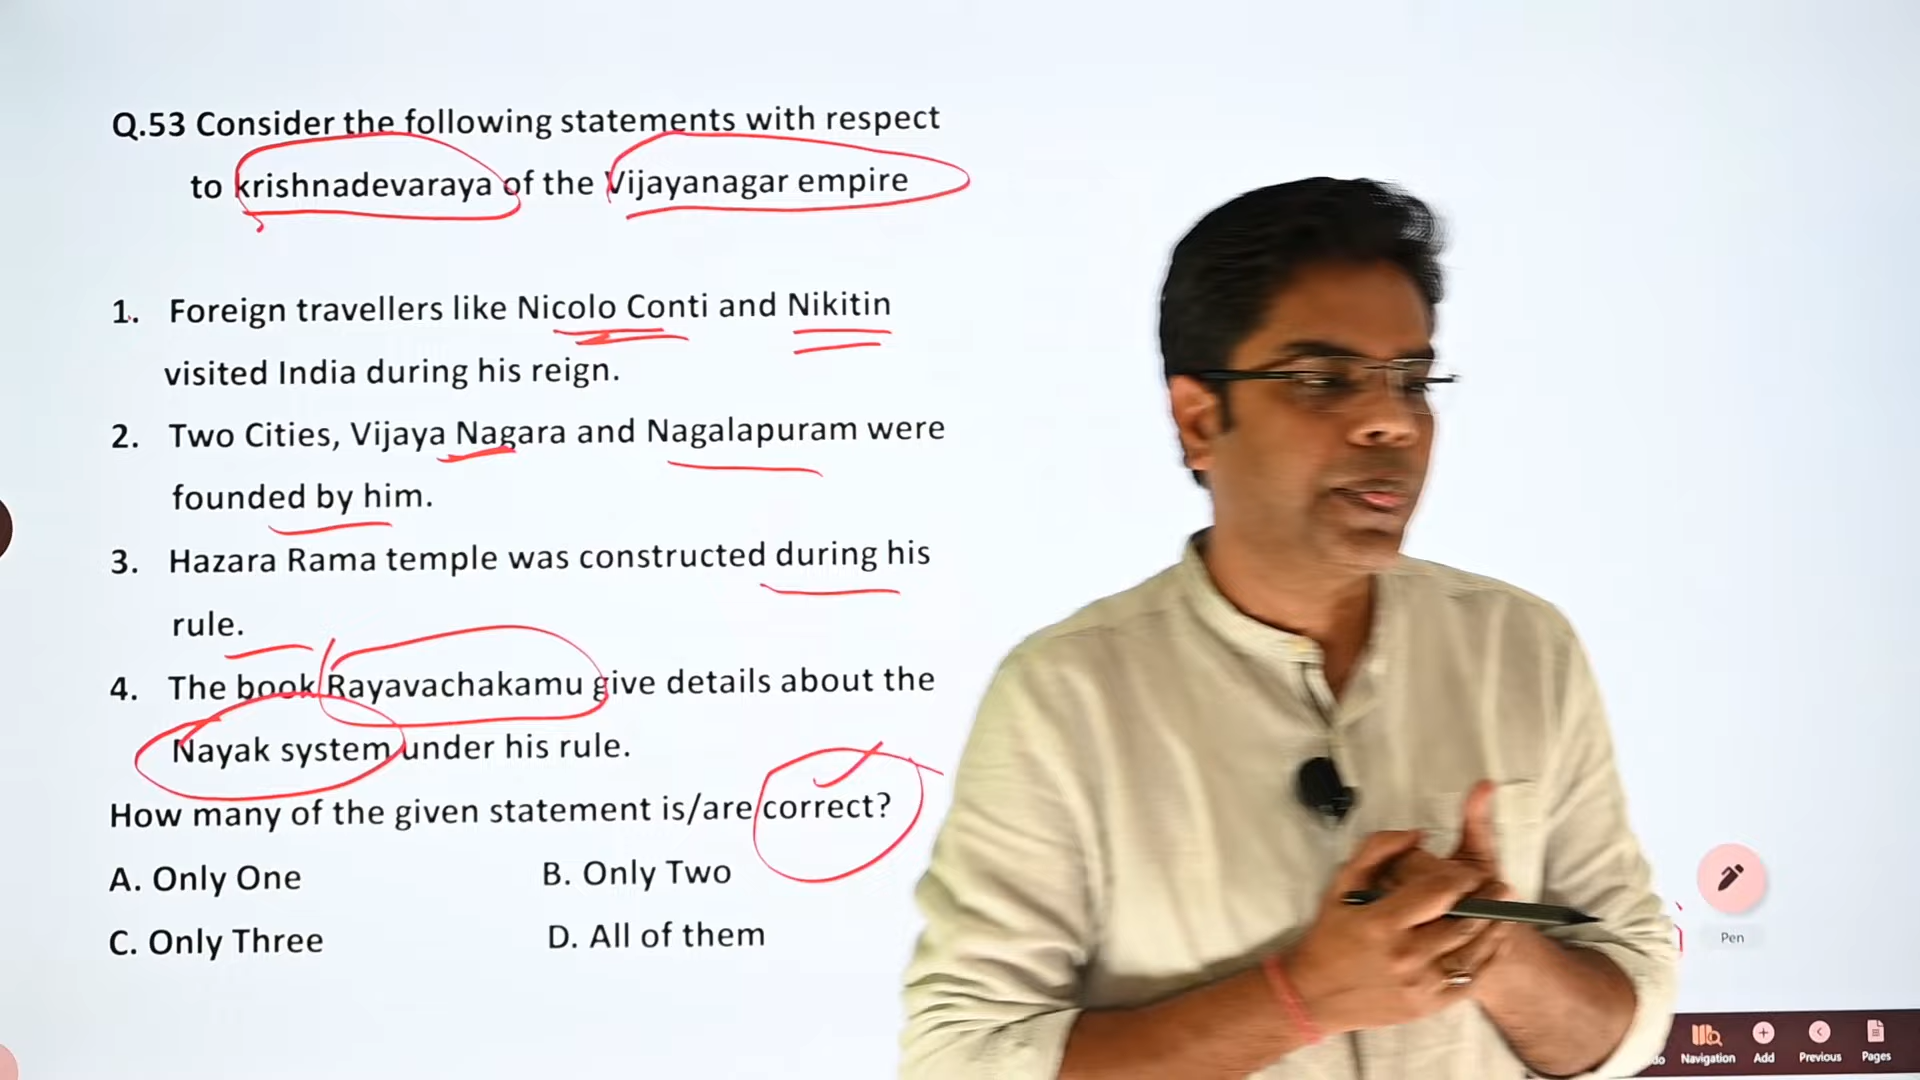 Q.53 Consider the following statements with respect
to krishnadevaraya of the Vijayanagar empire
1. Foreign travellers like Nicolo Conti and Nikitin
visited India during his reign.
2. Two Cities, Vijaya Nagara and Nagalapuram were
founded by him.
3. Hazara Rama temple was constructed during his
rule.
4. The book Rayavachakamu give details about the
Nayak system under his rule.
How many of the given statement is/are correct?
A. Only One B. Only Two
C. Only Three D. All of them
Pen
Navigation Add Previous Pages